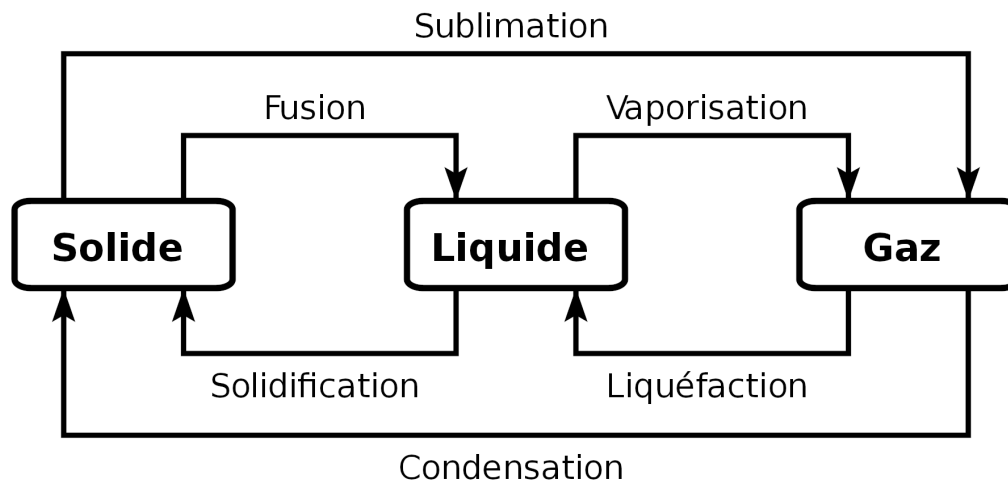 Sublimation
Fusion
Vaporisation
Solide
Liquide
Gaz
Solidification
Liquéfaction
Condensation